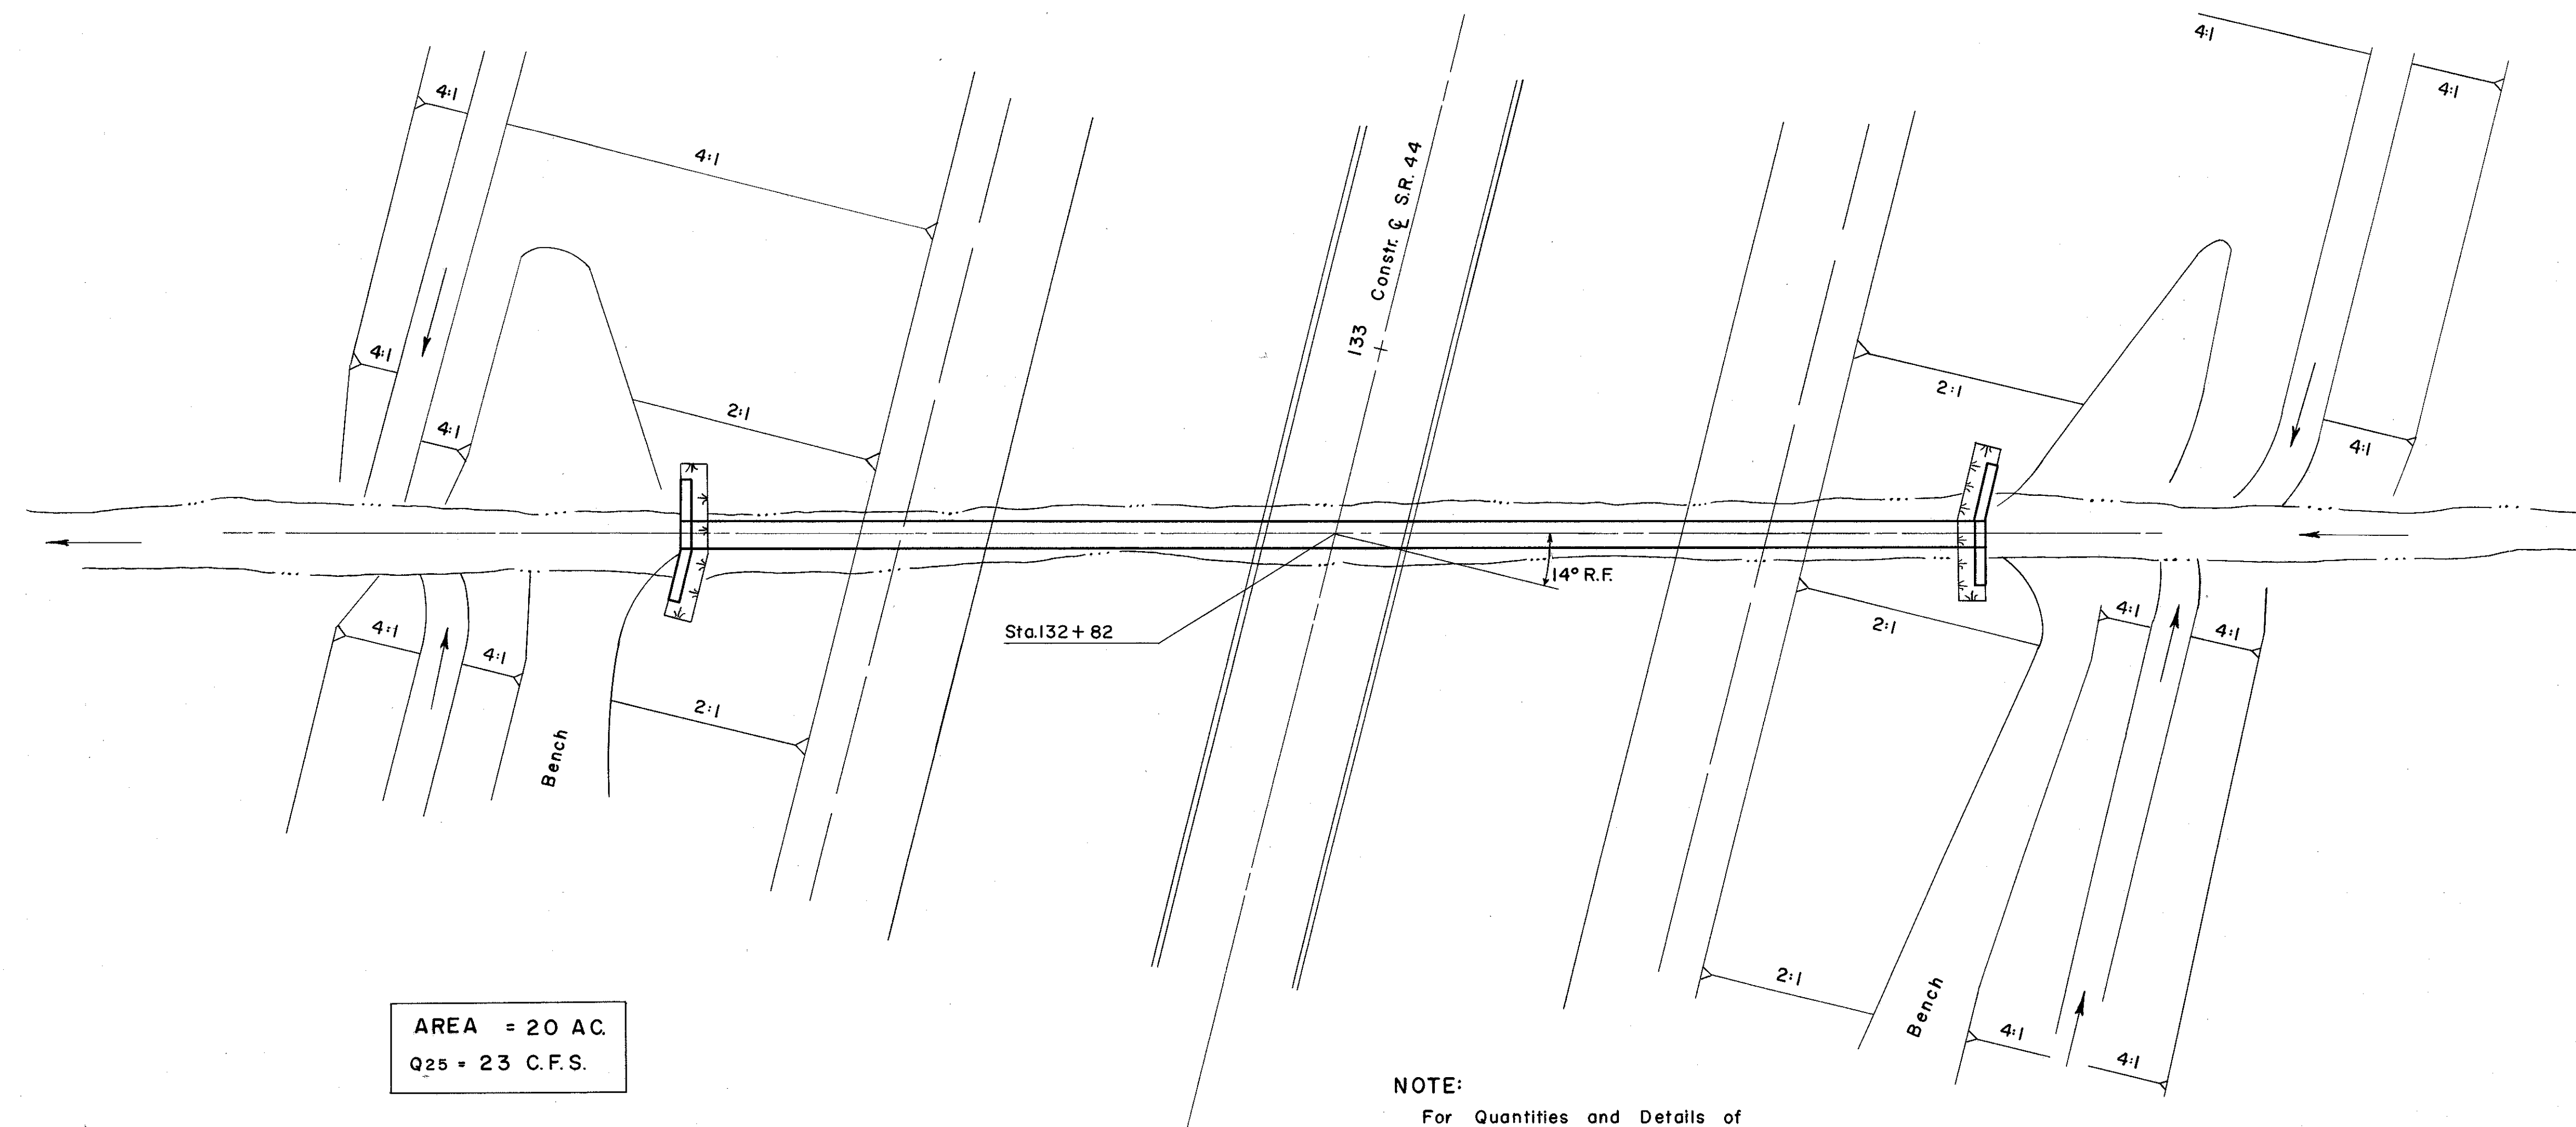 4:1
4:1
4:1
4:1
4:1
133 Constr. ℄ S.R. 44
4:1
4:1
2:1
2:1
4:1
4:1
14° R.F.
Sta.132+82
4:1
4:1
2:1
4:1
4:1
2:1
Bench
2:1
Bench
4:1
4:1
AREA = 20 AC.
Q25 = 23 C.F.S.
NOTE:
For Quantities and Details of